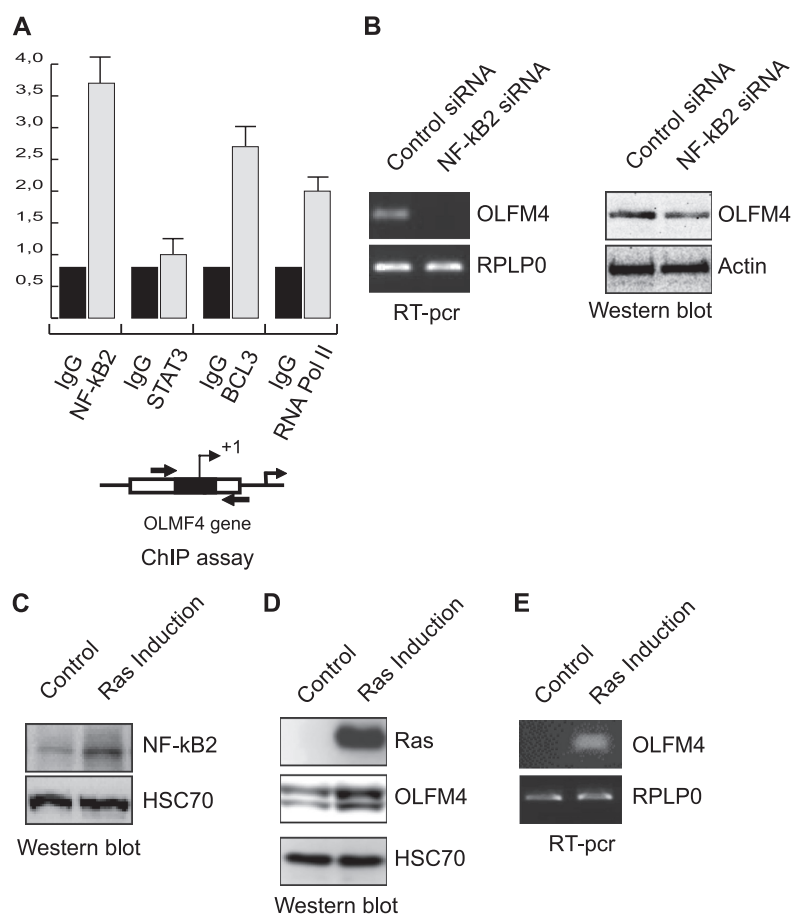 A
4,0
3,5
3,0
2,5
2,0
1,5
1,0
0,5
IgG
NF-kB2
IgG
STAT3
IgG
BCL3
IgG
RNA Pol II
+1
OLMF4 gene
ChIP assay
B
Control siRNA
NF-kB2 siRNA
OLFM4
RPLP0
RT-pcr
Control siRNA
NF-kB2 siRNA
OLFM4
Actin
Western blot
C
Control
Ras Induction
NF-kB2
HSC70
Western blot
D
Control
Ras Induction
Ras
OLFM4
HSC70
Western blot
E
Control
Ras Induction
OLFM4
RPLP0
RT-pcr